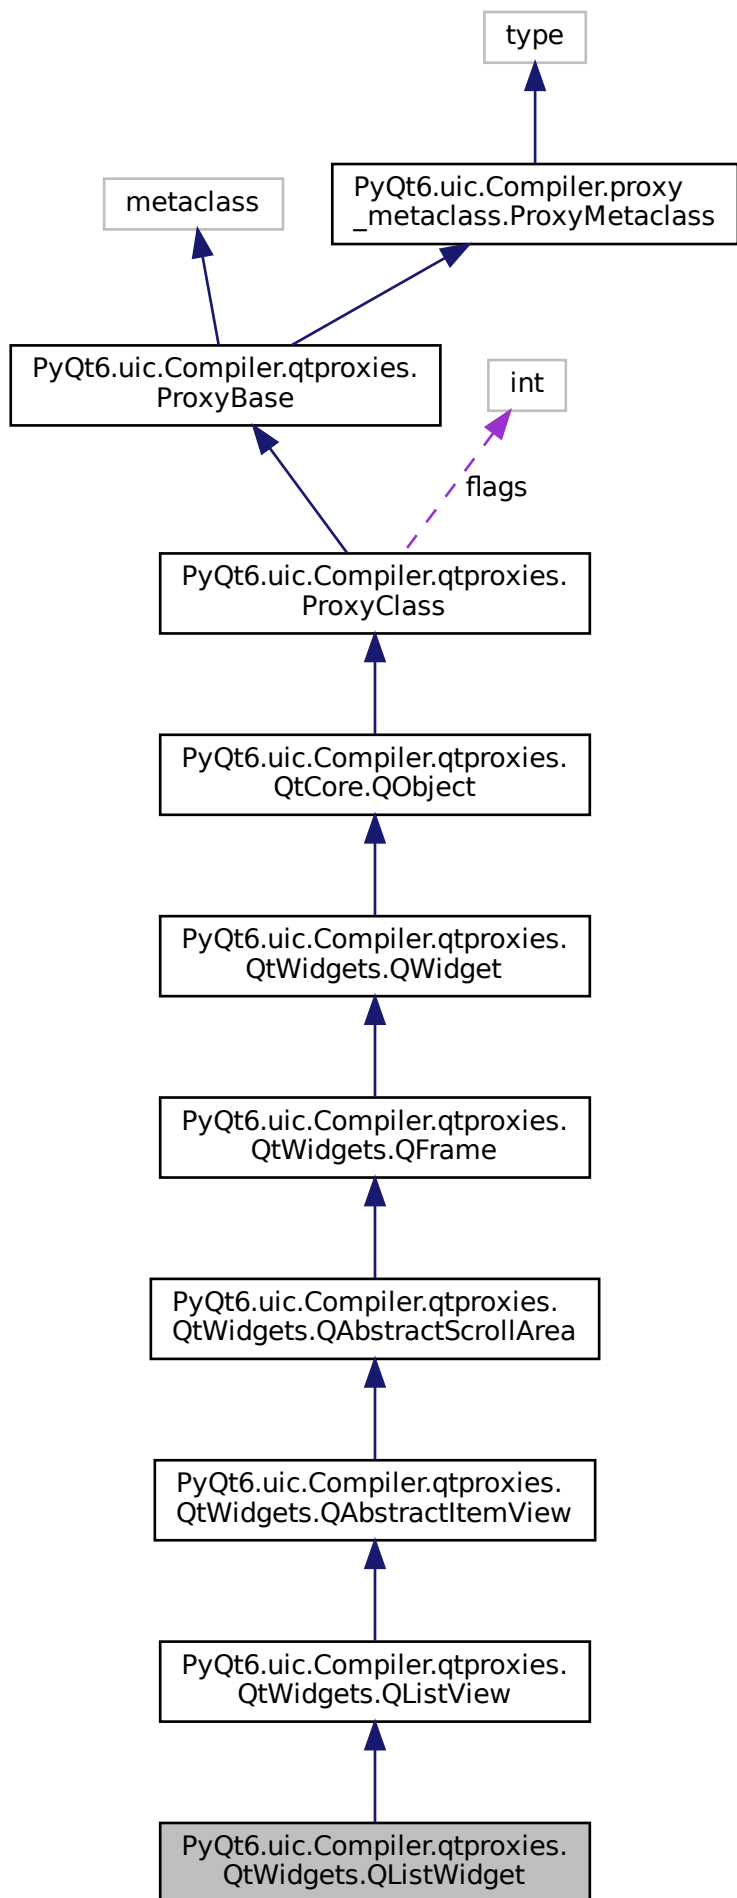 type
PyQt6.uic.Compiler.proxy
_metaclass.ProxyMetaclass
metaclass
PyQt6.uic.Compiler.qtproxies.
ProxyBase
int
flags
PyQt6.uic.Compiler.qtproxies.
ProxyClass
PyQt6.uic.Compiler.qtproxies.
QtCore.QObject
PyQt6.uic.Compiler.qtproxies.
QtWidgets.QWidget
PyQt6.uic.Compiler.qtproxies.
QtWidgets.QFrame
PyQt6.uic.Compiler.qtproxies.
QtWidgets.QAbstractScrollArea
PyQt6.uic.Compiler.qtproxies.
QtWidgets.QAbstractItemView
PyQt6.uic.Compiler.qtproxies.
QtWidgets.QListView
PyQt6.uic.Compiler.qtproxies.
QtWidgets.QListWidget